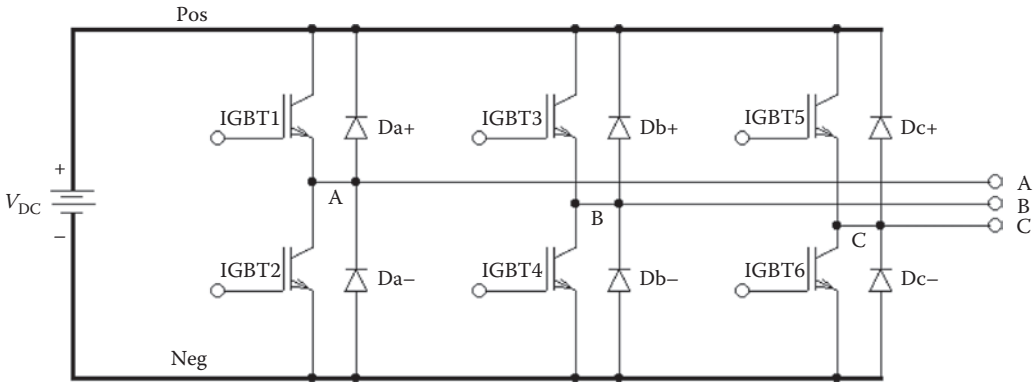 Pos
IGBT1
Da+
IGBT3
Db+
IGBT5
Dc+
+
VDC
−
A
B
C
A
B
C
IGBT2
Da−
IGBT4
Db−
IGBT6
Dc−
Neg